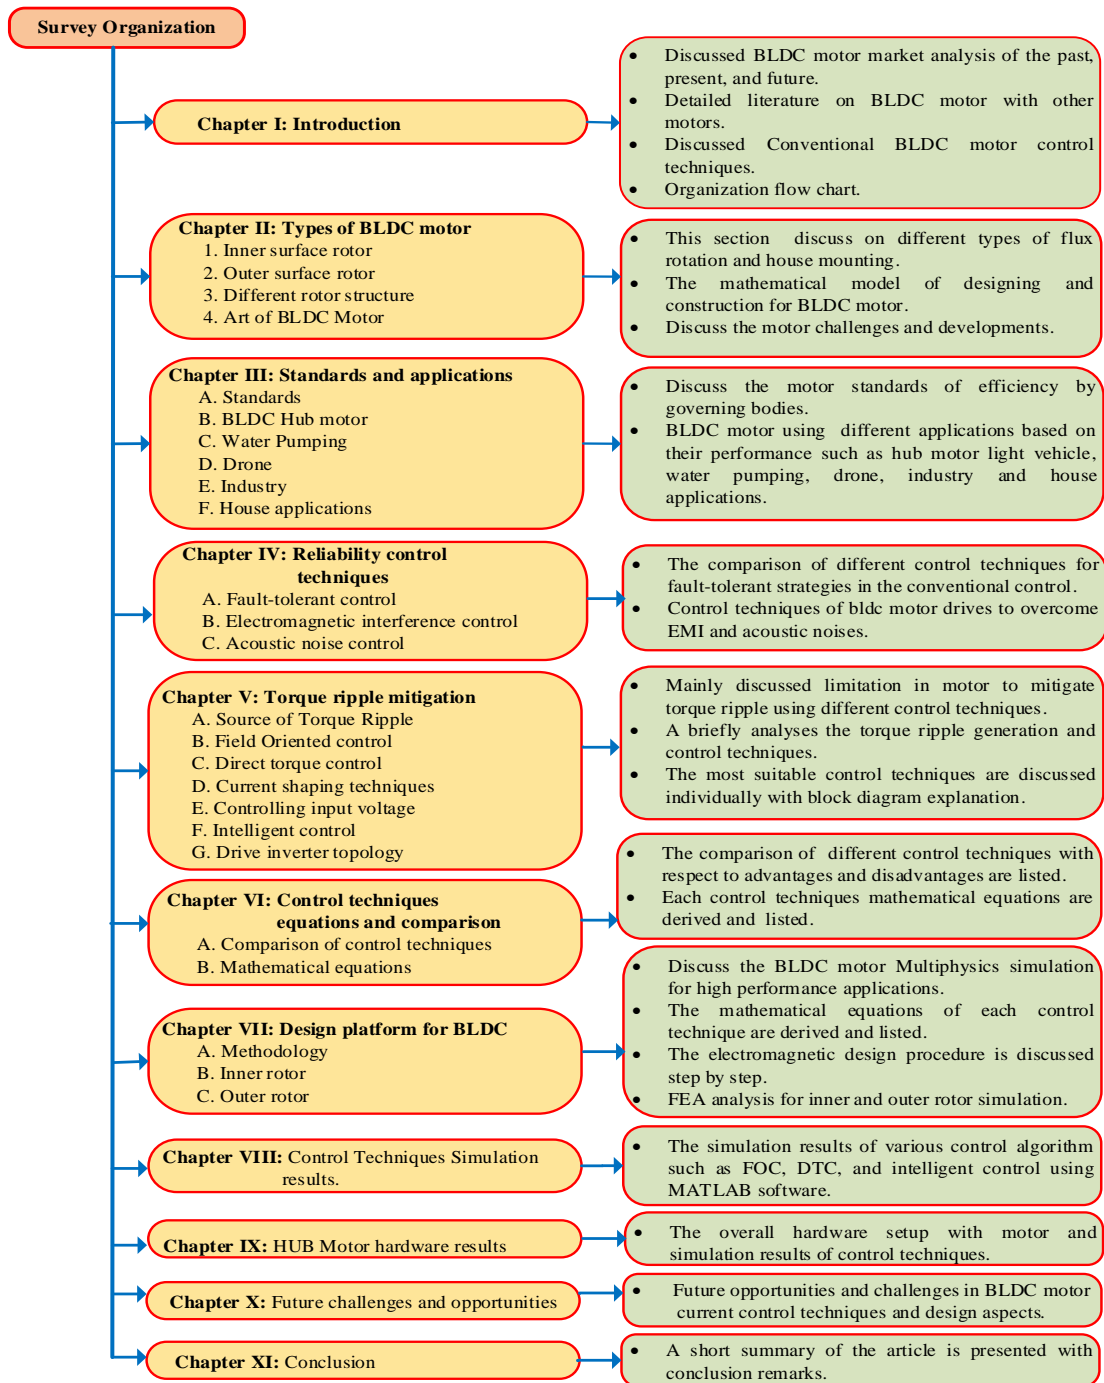 Survey Organization
Chapter I: Introduction
• Discussed BLDC motor market analysis of the past,
present, and future.
• Detailed literature on BLDC motor with other
motors.
• Discussed Conventional BLDC motor control
techniques.
• Organization flow chart.
Chapter II: Types of BLDC motor
1. Inner surface rotor
2. Outer surface rotor
3. Different rotor structure
4. Art of BLDC Motor
• This section discuss on different types of flux
rotation and house mounting.
• The mathematical model of designing and
construction for BLDC motor.
• Discuss the motor challenges and developments.
Chapter III: Standards and applications
A. Standards
B. BLDC Hub motor
C. Water Pumping
D. Drone
E. Industry
F. House applications
• Discuss the motor standards of efficiency by
governing bodies.
• BLDC motor using different applications based on
their performance such as hub motor light vehicle,
water pumping, drone, industry and house
applications.
Chapter IV: Reliability control
techniques
A. Fault-tolerant control
B. Electromagnetic interference control
C. Acoustic noise control
• The comparison of different control techniques for
fault-tolerant strategies in the conventional control.
• Control techniques of bldc motor drives to overcome
EMI and acoustic noises.
Chapter V: Torque ripple mitigation
A. Source of Torque Ripple
B. Field Oriented control
C. Direct torque control
D. Current shaping techniques
E. Controlling input voltage
F. Intelligent control
G. Drive inverter topology
• Mainly discussed limitation in motor to mitigate
torque ripple using different control techniques.
• A briefly analyses the torque ripple generation and
control techniques.
• The most suitable control techniques are discussed
individually with block diagram explanation.
Chapter VI: Control techniques
equations and comparison
A. Comparison of control techniques
B. Mathematical equations
• The comparison of different control techniques with
respect to advantages and disadvantages are listed.
• Each control techniques mathematical equations are
derived and listed.
Chapter VII: Design platform for BLDC
A. Methodology
B. Inner rotor
C. Outer rotor
• Discuss the BLDC motor Multiphysics simulation
for high performance applications.
• The mathematical equations of each control
technique are derived and listed.
• The electromagnetic design procedure is discussed
step by step.
• FEA analysis for inner and outer rotor simulation.
Chapter VIII: Control Techniques Simulation
results.
• The simulation results of various control algorithm
such as FOC, DTC, and intelligent control using
MATLAB software.
Chapter IX: HUB Motor hardware results
• The overall hardware setup with motor and
simulation results of control techniques.
Chapter X: Future challenges and opportunities
• Future opportunities and challenges in BLDC motor
current control techniques and design aspects.
Chapter XI: Conclusion
• A short summary of the article is presented with
conclusion remarks.